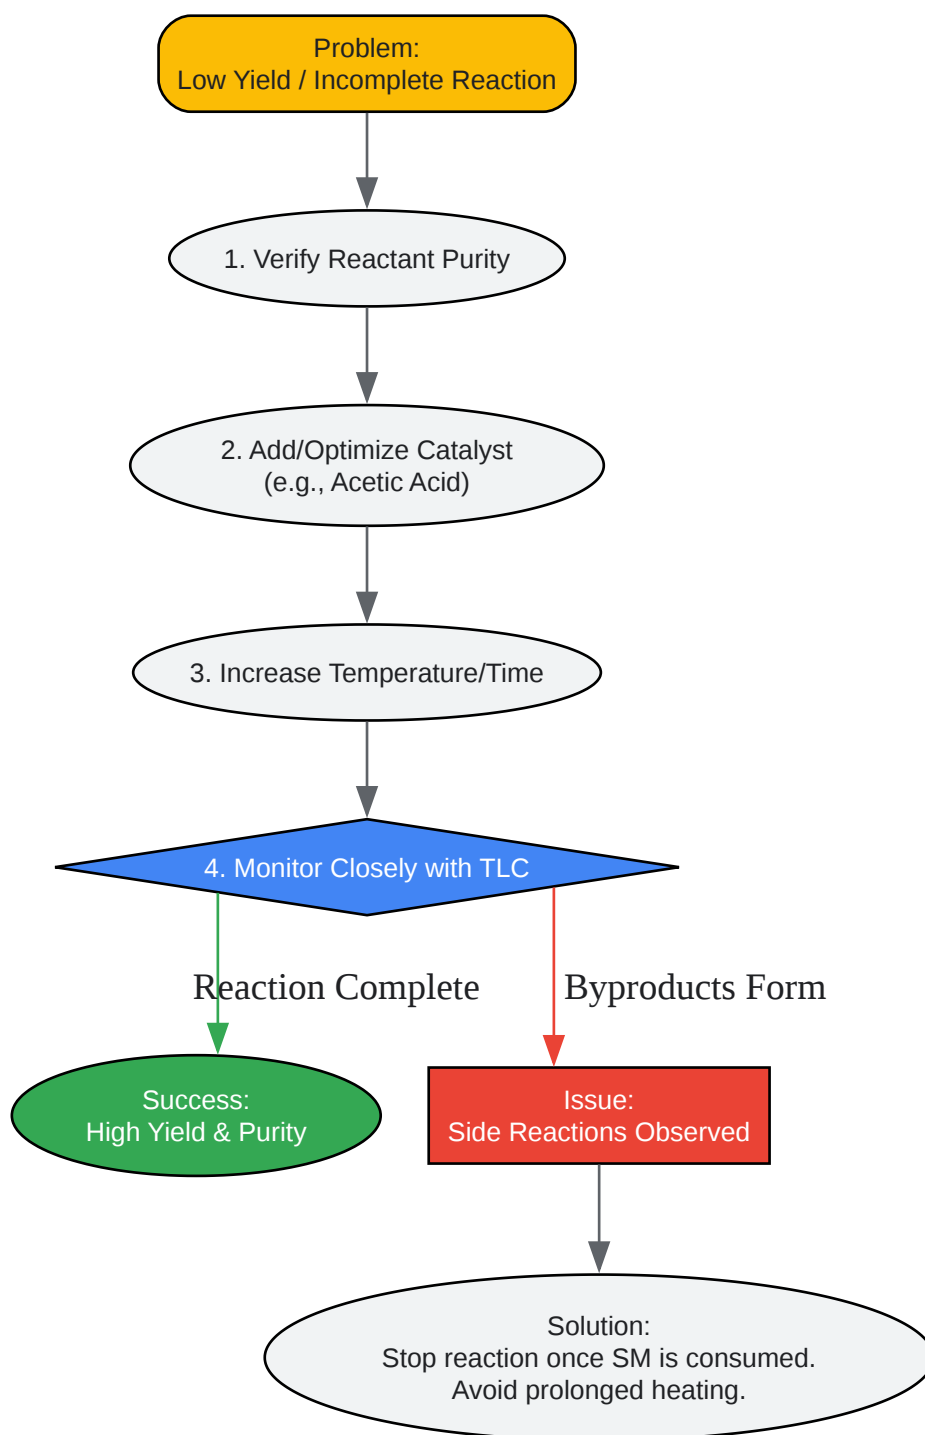 Problem:
Low Yield / Incomplete Reaction
1. Verify Reactant Purity
2. Add/Optimize Catalyst
(e.g., Acetic Acid)
3. Increase Temperature/Time
4. Monitor Closely with TLC
Reaction Complete
Byproducts Form
Success:
High Yield & Purity
Issue:
Side Reactions Observed
Solution:
Stop reaction once SM is consumed.
Avoid prolonged heating.